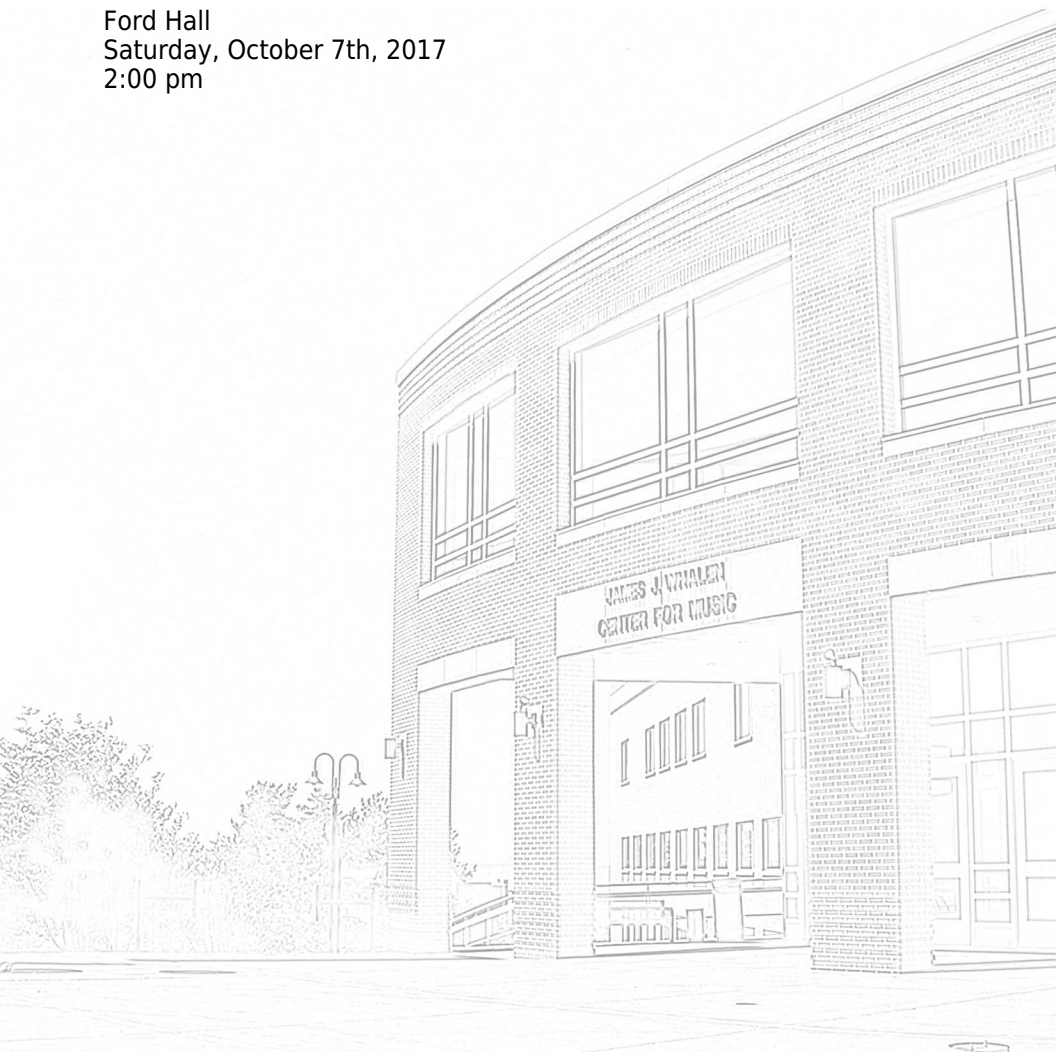 Ford Hall
Saturday, October 7th, 2017
2:00 pm
JAMES J. WHALEN
CENTER FOR MUSIC